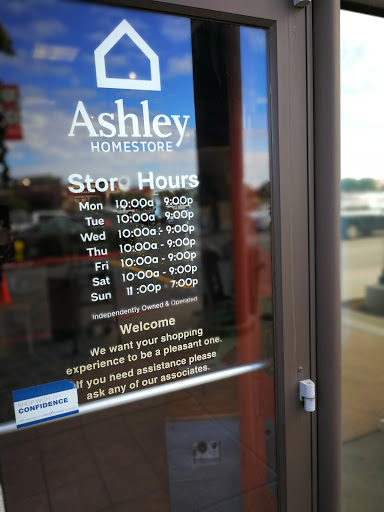 Ashley
HOMESTORE
Store Hours
Mon 10:00a - 9:00p
Tue 10:00a - 9:00p
Wed 10:00a - 9:00p
Thu 10:00a - 9:00p
Fri 10:00a - 9:00p
Sat 10:00a - 9:00p
Sun 11:00p - 7:00p
Independently Owned & Operated
Welcome
We want your shopping
experience to be a pleasant one.
If you need assistance please
ask any of our associates.
SHOP WITH
CONFIDENCE